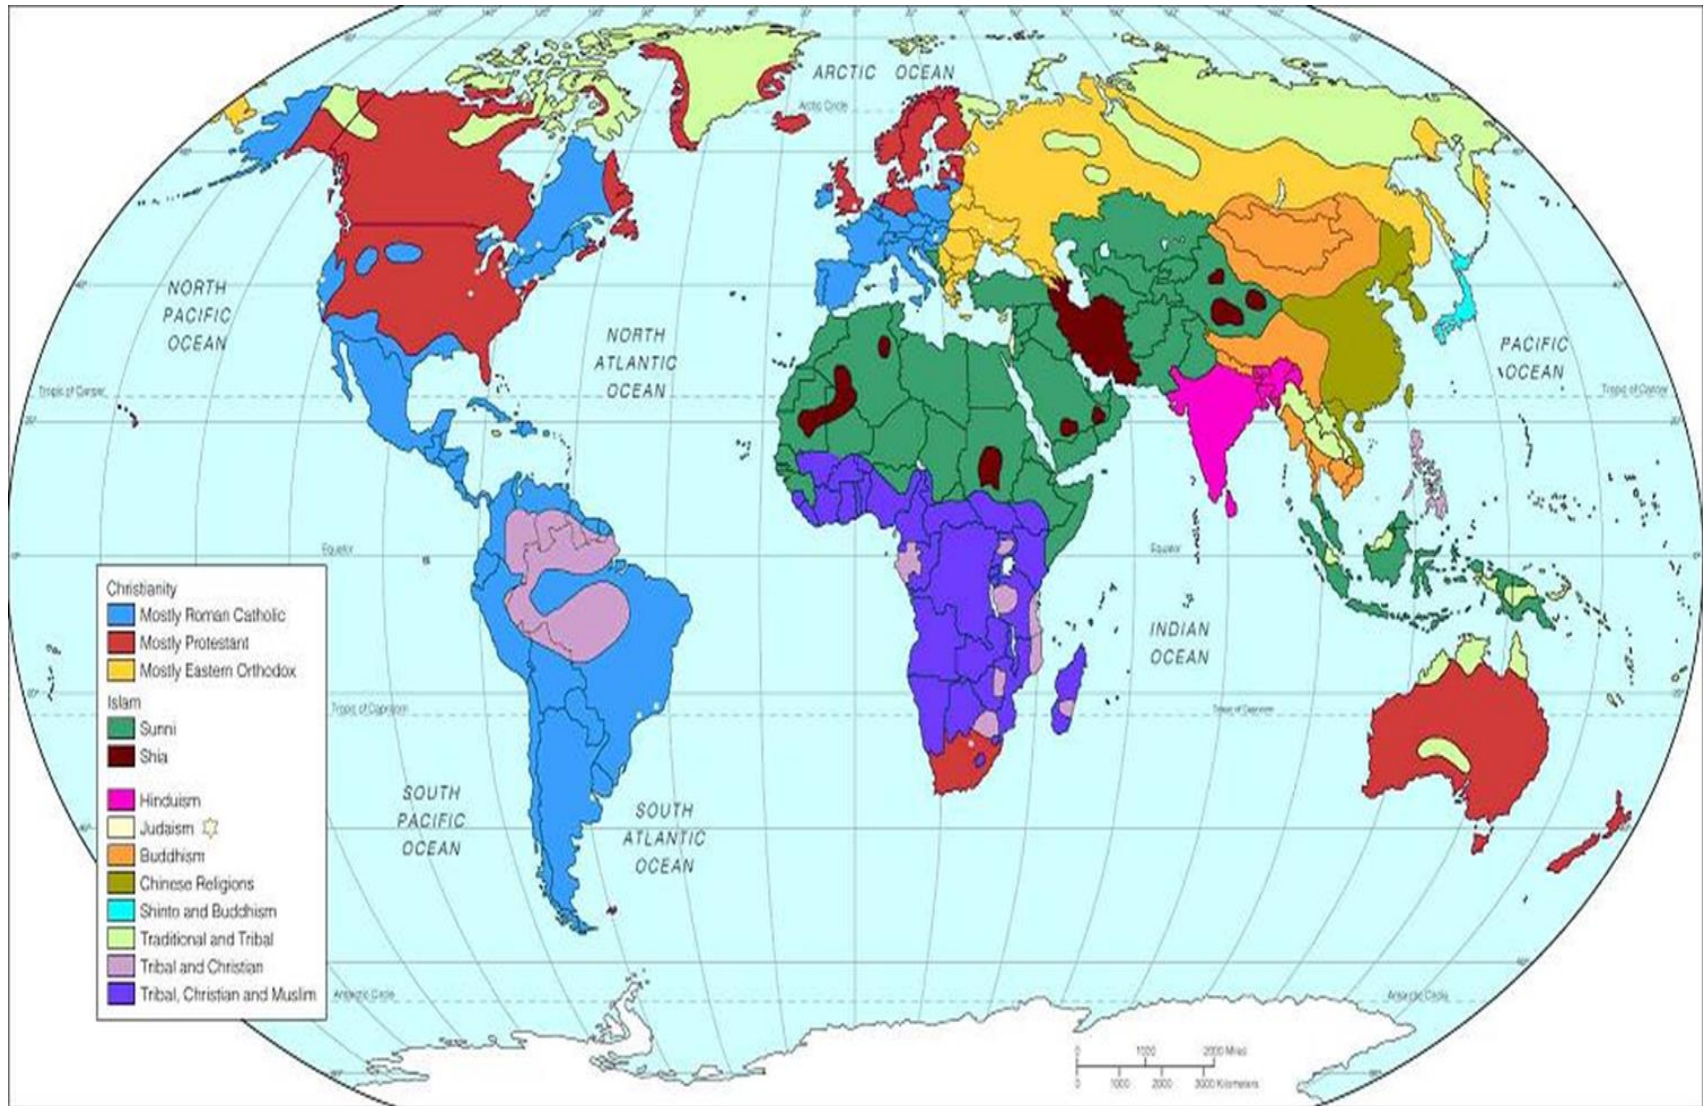 ARCTIC OCEAN
Arctic Circle
NORTH
PACIFIC
OCEAN
NORTH
ATLANTIC
OCEAN
PACIFIC
OCEAN
Tropic of Cancer
Tropic of Cancer
Equator
Equator
INDIAN
OCEAN
Tropic of Capricorn
Tropic of Capricorn
SOUTH
PACIFIC
OCEAN
SOUTH
ATLANTIC
OCEAN
Christianity
Mostly Roman Catholic
Mostly Protestant
Mostly Eastern Orthodox
Islam
Sunni
Shia
Hinduism
Judaism
Buddhism
Chinese Religions
Shinto and Buddhism
Traditional and Tribal
Tribal and Christian
Tribal, Christian and Muslim
Antarctic Circle
Antarctic Circle
0 1000 2000 Miles
0 1000 2000 3000 Kilometers